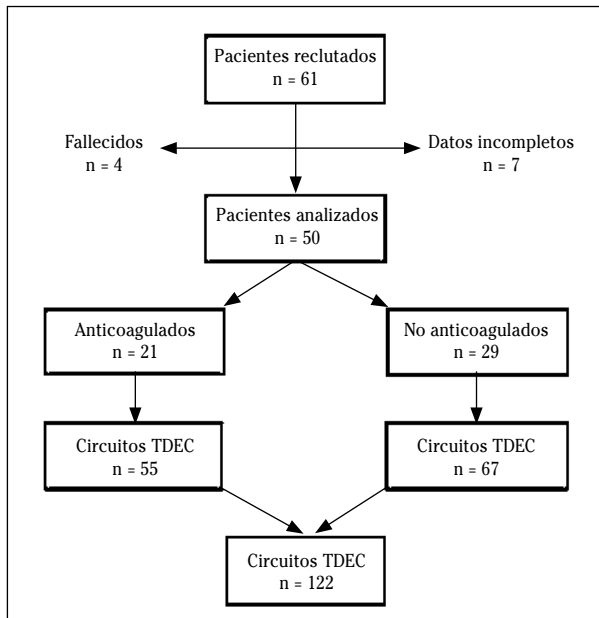 Pacientes reclutados
n = 61
Fallecidos
n = 4
Datos incompletos
n = 7
Pacientes analizados
n = 50
Anticoagulados
n = 21
No anticoagulados
n = 29
Circuitos TDEC
n = 55
Circuitos TDEC
n = 67
Circuitos TDEC
n = 122